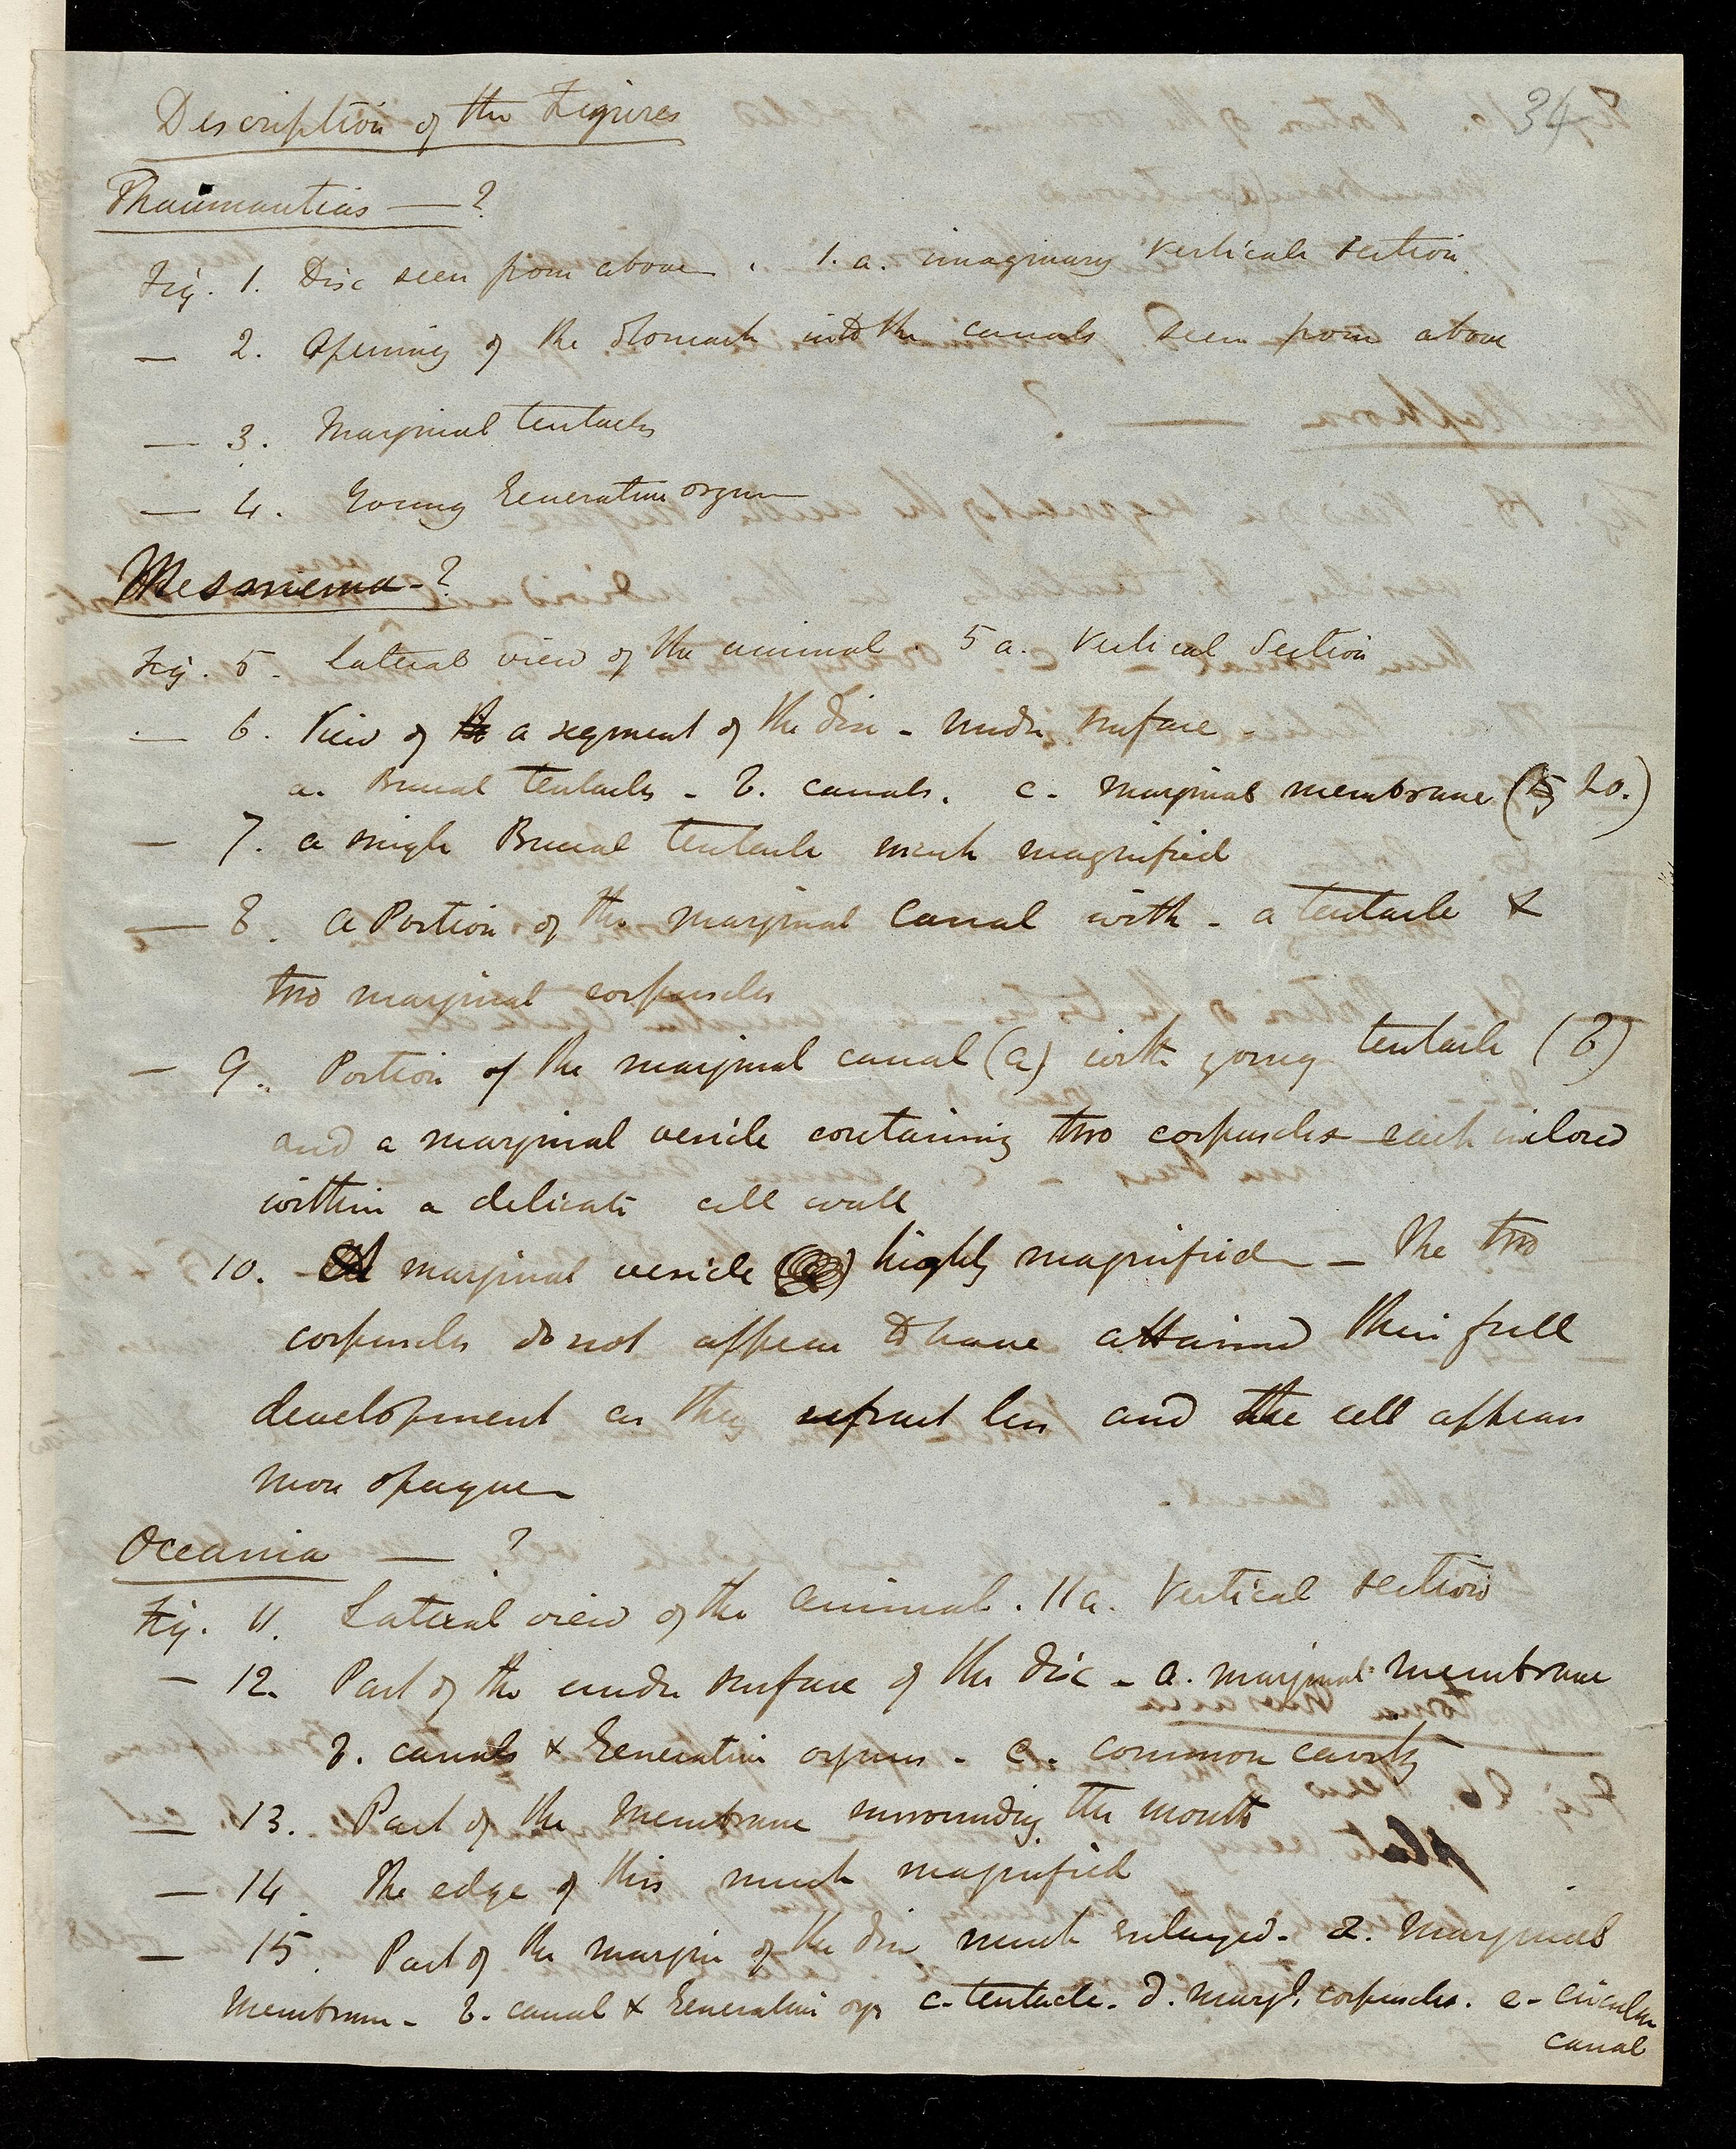 34
Description of the Figures
Thaumantias — ?
Fig. 1. Disc seen from above. 1. a. imaginary vertical section
— 2. Opening of the Stomach into the canals seen from above
— 3. Marginal tentacles
— 4. Young Generative organ
Mesonema - ?
Fig. 5. Lateral view of the animal. 5 a. Vertical Section
— 6. View of a segment of the disc - under surface -
a. Buccal tentacles - b. canals. c. marginal membrane ( 20.)
— 7. a single Buccal tentacle much magnified
— 8. A Portion of the marginal canal with - a tentacle &
two marginal corpuscles
— 9. Portion of the marginal canal (a) with young tentacle (b)
and a marginal vesicle containing two corpuscles each inclosed
within a delicate cell wall
10. A marginal vesicle highly magnified — The two
corpuscles do not appear to have attained their full
development as they refract less and the cell appears
more opaque
Oceania — ?
Fig. 11. Lateral view of the animal. 11a. Vertical section
— 12. Part of the under surface of the disc - a. marginal membrane
b. canals & Generative organs - c. common cavity
— 13. Part of the membrane surrounding the mouth
— 14 The edge of this much magnified
— 15. Part of the margin of the disc much enlarged. a. Marginal
Membrane - b. canal & Generative orgs c. tentacle. d. margl. corpuscles. e - circular
canal